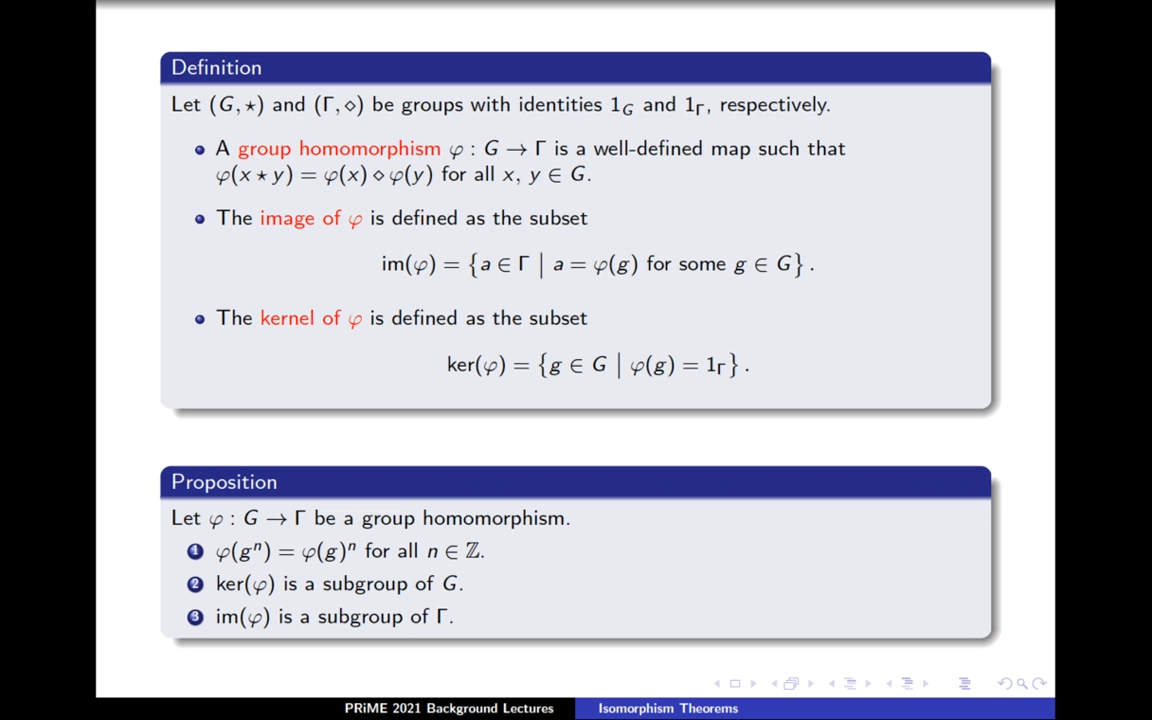 Definition
Let (G, ⋆) and (Γ, ⋄) be groups with identities 1_G and 1_Γ, respectively.
• A group homomorphism φ : G → Γ is a well-defined map such that
φ(x ⋆ y) = φ(x) ⋄ φ(y) for all x, y ∈ G.
• The image of φ is defined as the subset
im(φ) = {a ∈ Γ | a = φ(g) for some g ∈ G} .
• The kernel of φ is defined as the subset
ker(φ) = {g ∈ G | φ(g) = 1_Γ} .
Proposition
Let φ : G → Γ be a group homomorphism.
1 φ(gⁿ) = φ(g)ⁿ for all n ∈ ℤ.
2 ker(φ) is a subgroup of G.
3 im(φ) is a subgroup of Γ.
PRiME 2021 Background Lectures
Isomorphism Theorems